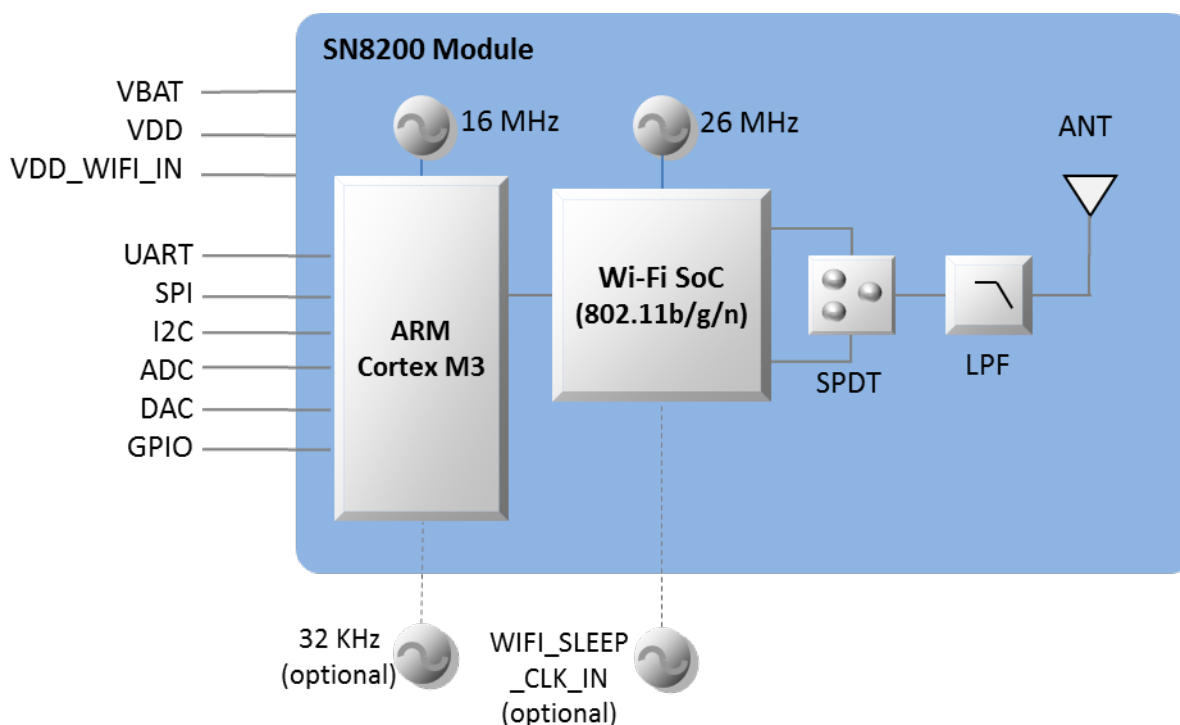 SN8200 Module
VBAT
VDD
VDD_WIFI_IN
16 MHz
26 MHz
ANT
UART
SPI
I2C
ADC
DAC
GPIO
ARM
Cortex M3
Wi-Fi SoC
(802.11b/g/n)
SPDT
LPF
32 KHz
(optional)
WIFI_SLEEP
_CLK_IN
(optional)